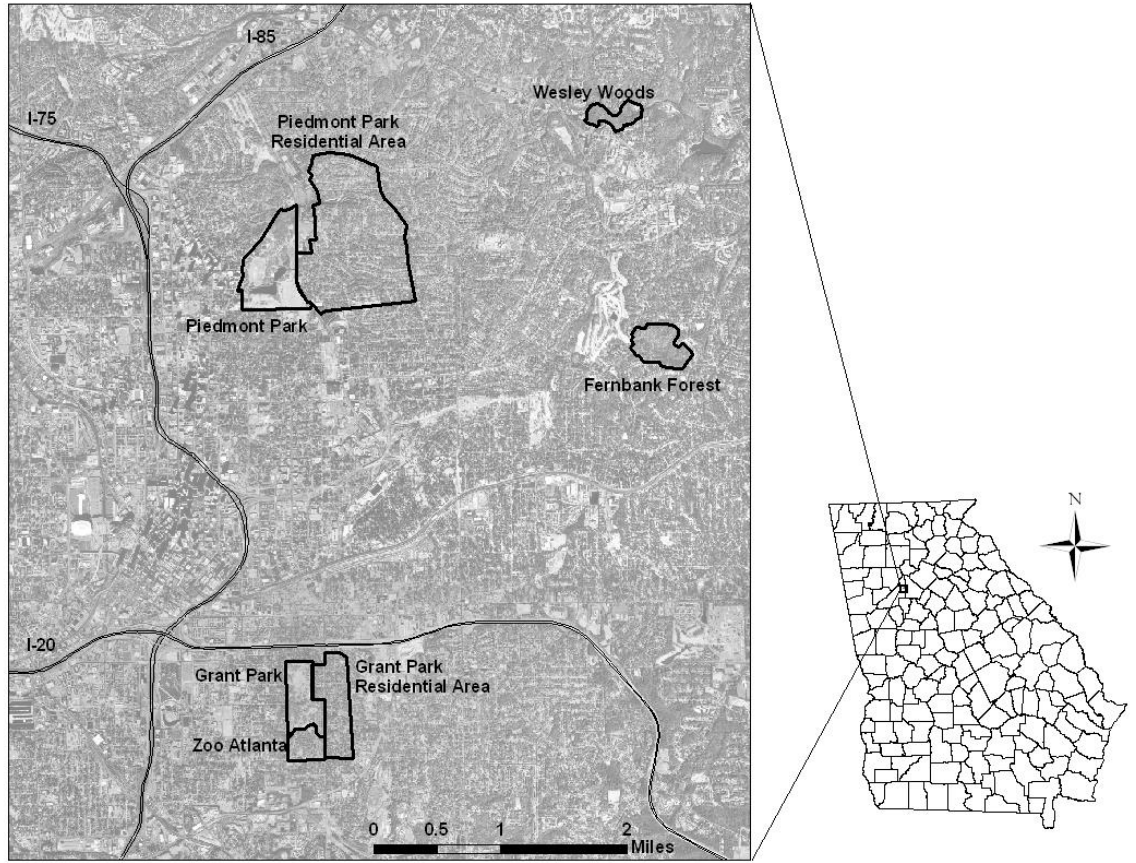 I-85
Wesley Woods
I-75
Piedmont Park
Residential Area
Piedmont Park
Fernbank Forest
N
I-20
Grant Park
Grant Park
Residential Area
Zoo Atlanta
0 0.5 1 2
Miles